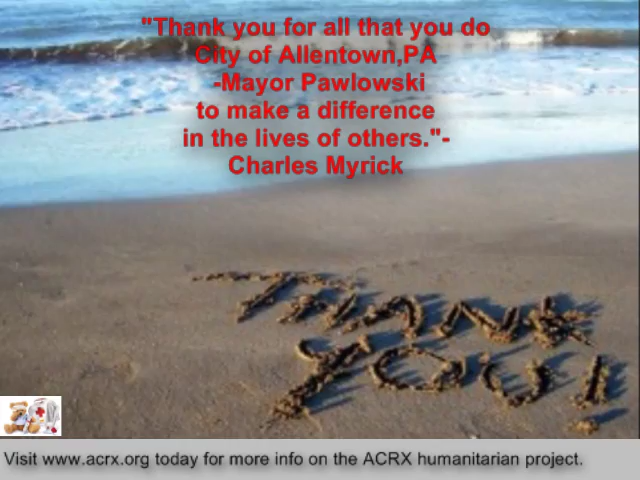 "Thank you for all that you do
City of Allentown,PA
-Mayor Pawlowski
to make a difference
in the lives of others."-
Charles Myrick
THANK
YOU!
Visit www.acrx.org today for more info on the ACRX humanitarian project.